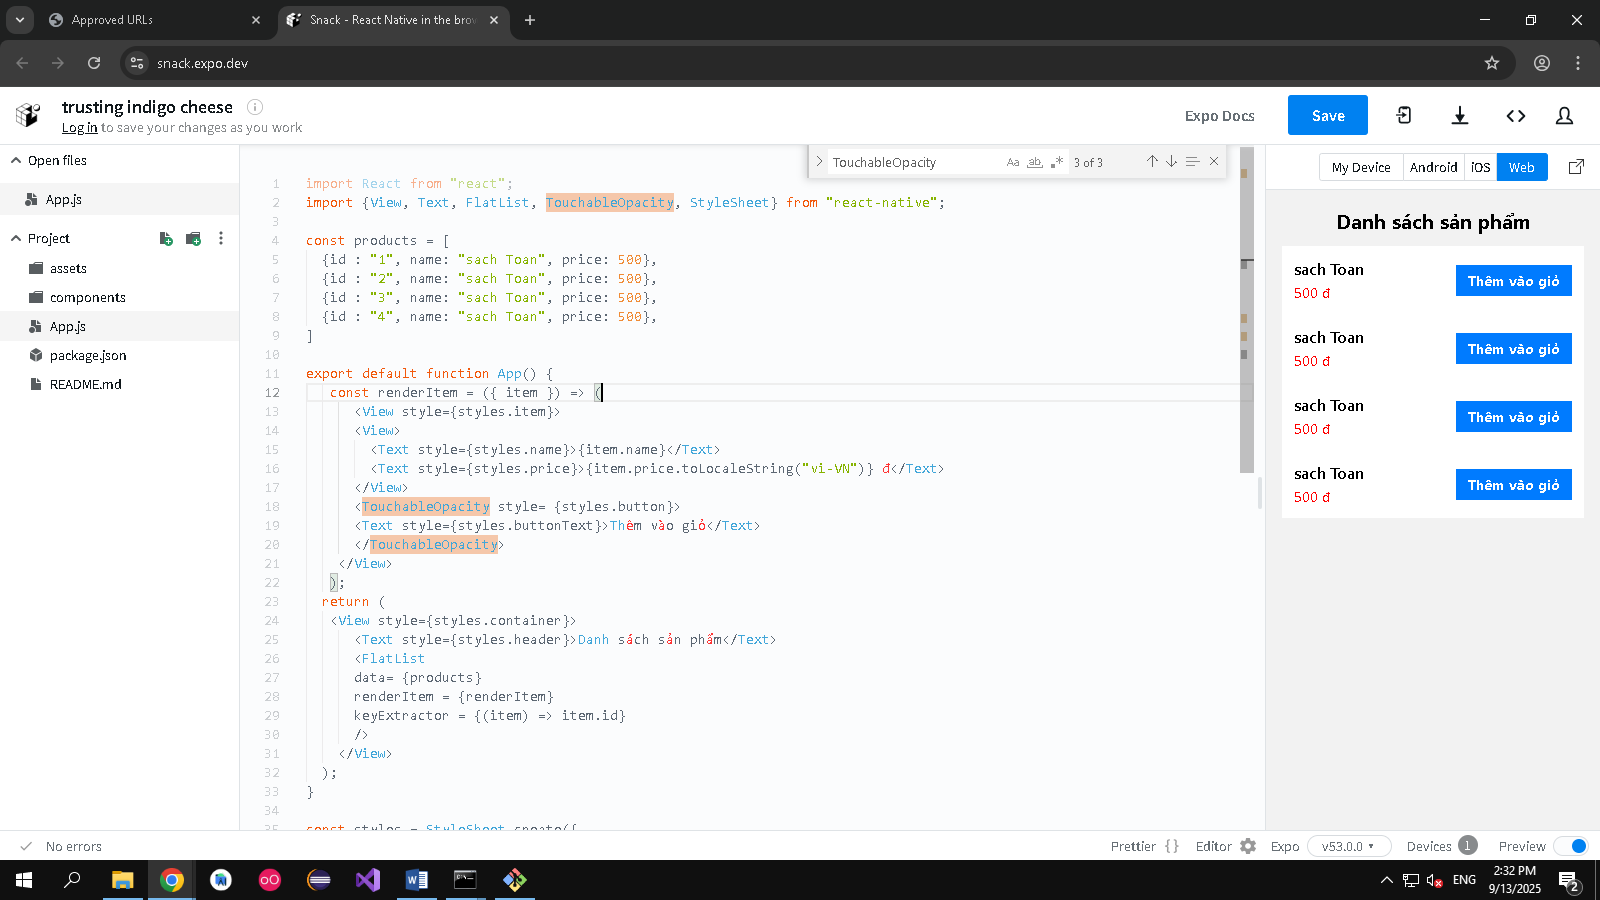 Approved URLs
Snack - React Native in the brow
snack.expo.dev
trusting indigo cheese
Log in to save your changes as you work
Expo Docs
Save
Open files
App.js
Project
assets
components
App.js
package.json
README.md
TouchableOpacity
Aa
ab
3 of 3
1 import React from "react";
2 import {View, Text, FlatList, TouchableOpacity, StyleSheet} from "react-native";
3
4 const products = [
5 {id : "1", name: "sach Toan", price: 500},
6 {id : "2", name: "sach Toan", price: 500},
7 {id : "3", name: "sach Toan", price: 500},
8 {id : "4", name: "sach Toan", price: 500},
9 ]
10
11 export default function App() {
12 const renderItem = ({ item }) => (
13 <View style={styles.item}>
14 <View>
15 <Text style={styles.name}>{item.name}</Text>
16 <Text style={styles.price}>{item.price.toLocaleString("vi-VN")} đ</Text>
17 </View>
18 <TouchableOpacity style= {styles.button}>
19 <Text style={styles.buttonText}>Thêm vào giỏ</Text>
20 </TouchableOpacity>
21 </View>
22 );
23 return (
24 <View style={styles.container}>
25 <Text style={styles.header}>Danh sách sản phẩm</Text>
26 <FlatList
27 data= {products}
28 renderItem = {renderItem}
29 keyExtractor = {(item) => item.id}
30 />
31 </View>
32 );
33 }
34
35 const styles = StyleSheet.create({
My Device
Android
iOS
Web
Danh sách sản phẩm
sach Toan
500 đ
Thêm vào giỏ
sach Toan
500 đ
Thêm vào giỏ
sach Toan
500 đ
Thêm vào giỏ
sach Toan
500 đ
Thêm vào giỏ
No errors
Prettier { }
Editor
Expo
v53.0.0
Devices 1
Preview
ENG
2:32 PM
9/13/2025
2